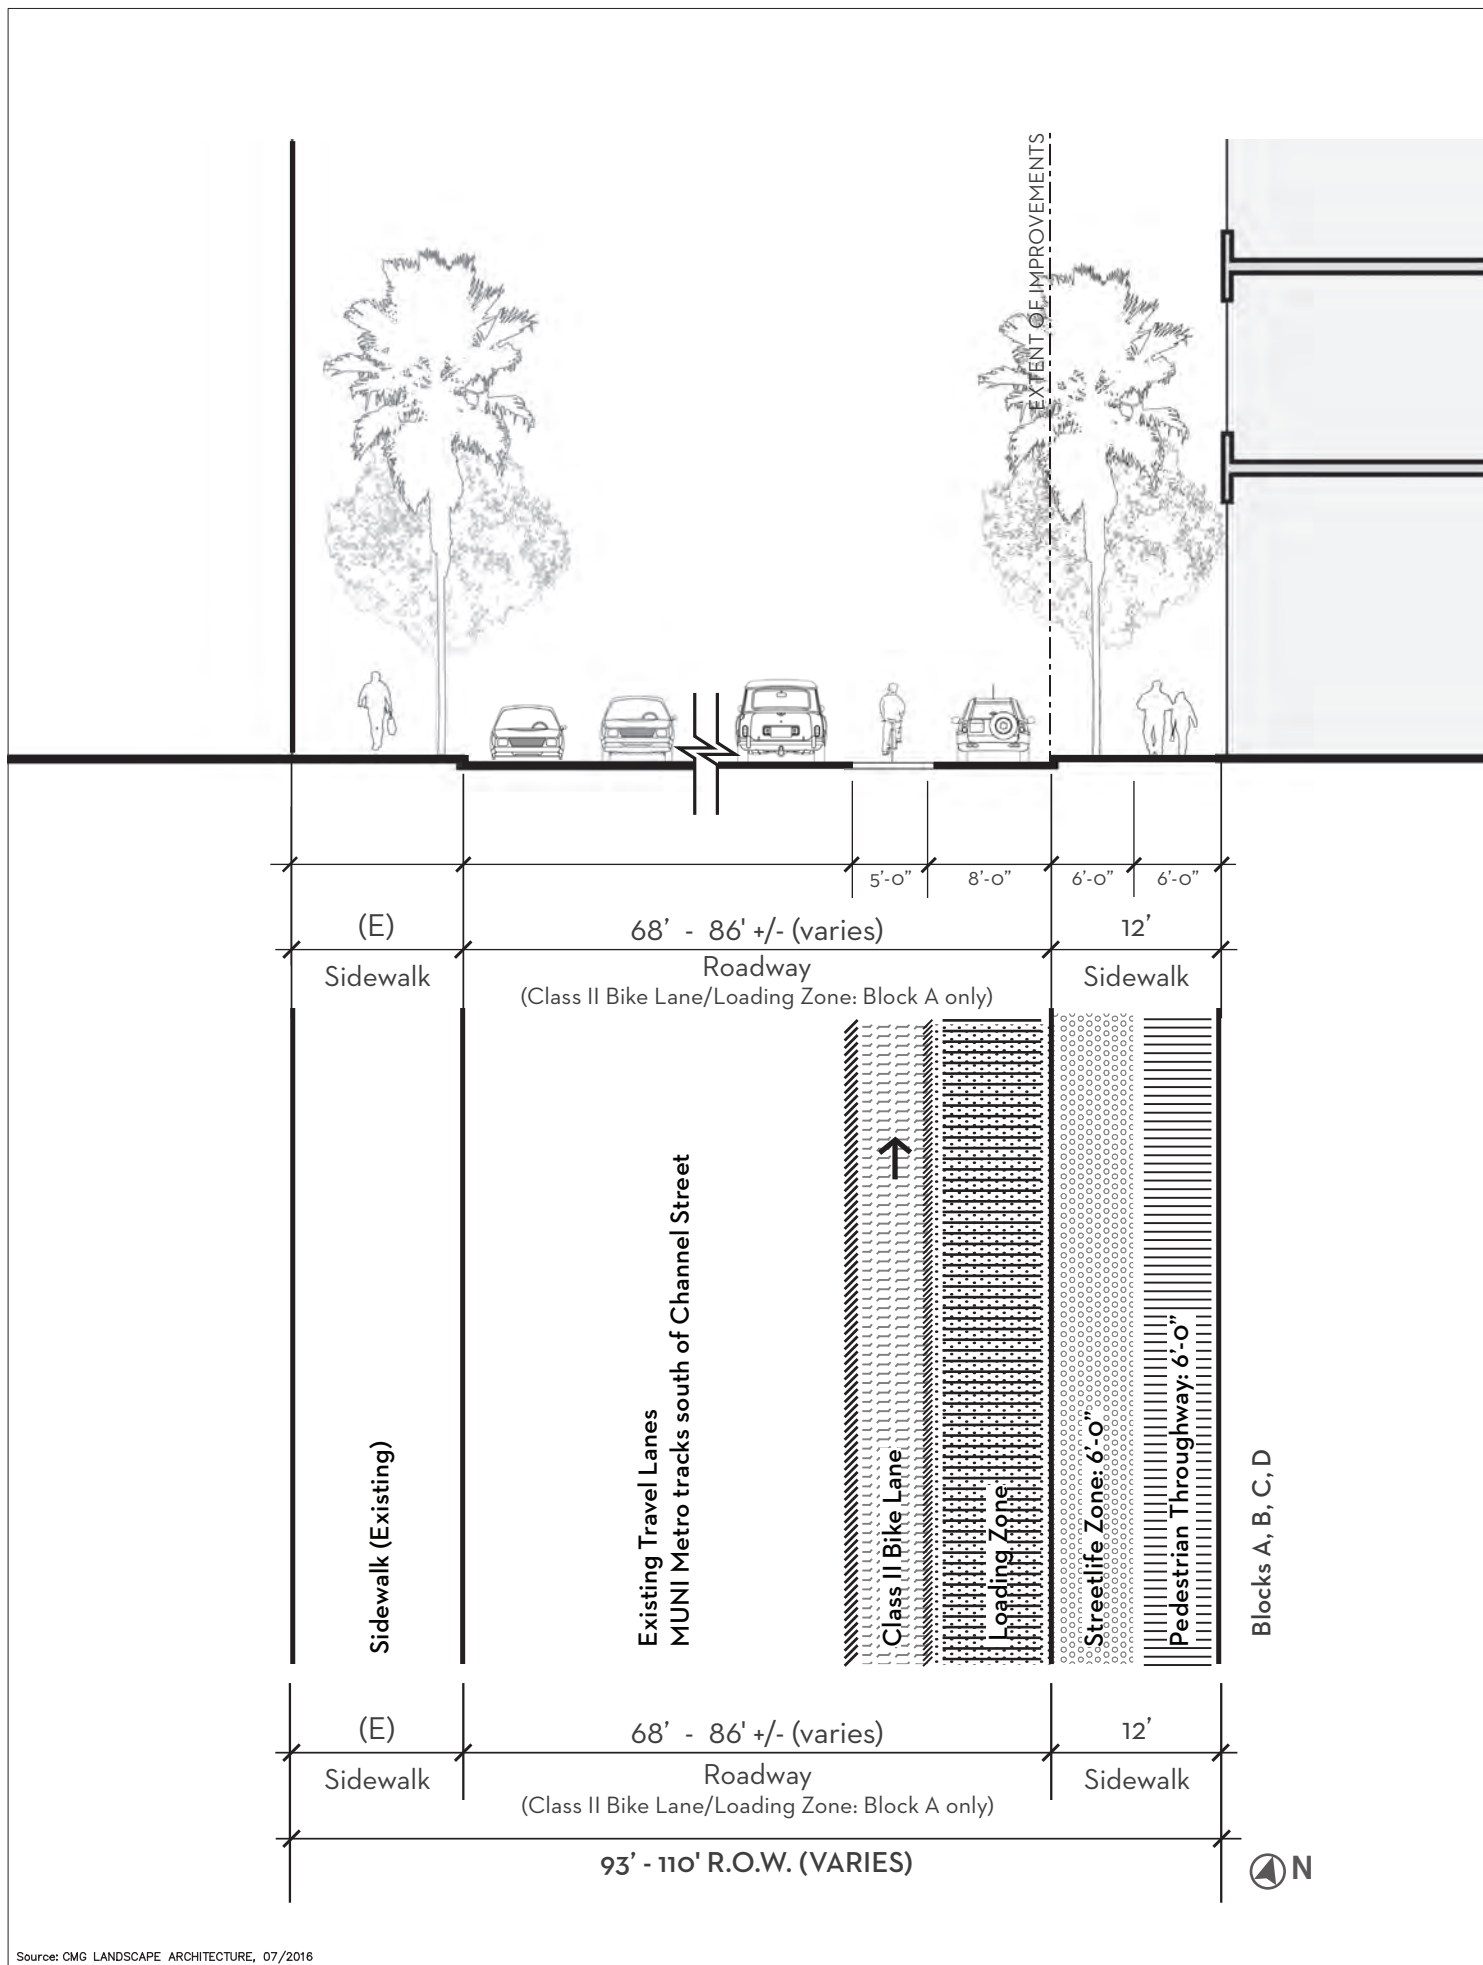 EXTENT OF IMPROVEMENTS
5’-0”
8’-0”
6’-0”
6’-0”
(E)
68’ - 86' +/- (varies)
12’
Sidewalk
Roadway
Sidewalk
(Class II Bike Lane/Loading Zone: Block A only)
Sidewalk (Existing)
Existing Travel Lanes
MUNI Metro tracks south of Channel Street
Class II Bike Lane
Loading Zone
Streetlife Zone: 6’-0”
Pedestrian Throughway: 6’-0”
Blocks A, B, C, D
(E)
68’ - 86' +/- (varies)
12’
Sidewalk
Roadway
Sidewalk
(Class II Bike Lane/Loading Zone: Block A only)
93’ - 110' R.O.W. (VARIES)
N
Source: CMG LANDSCAPE ARCHITECTURE, 07/2016